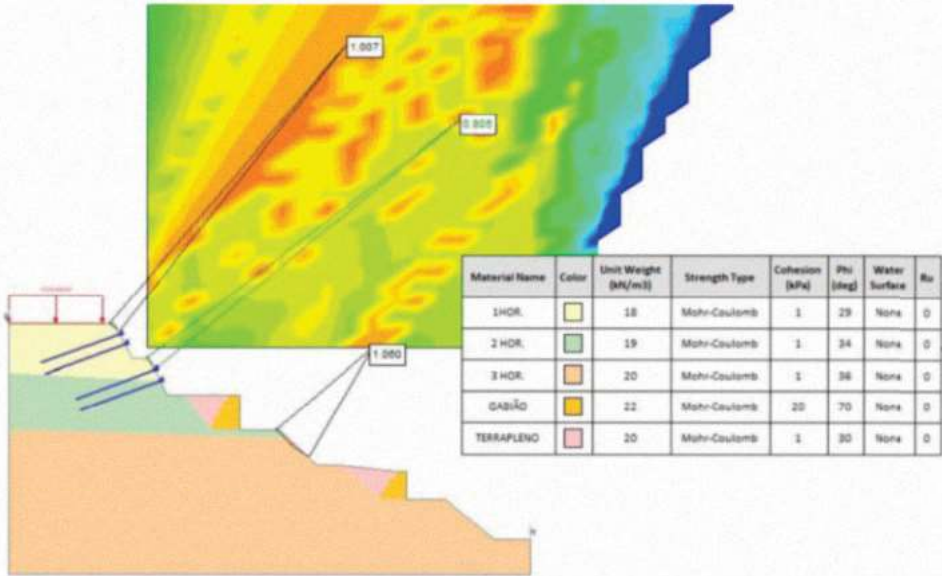 1.007
0.805
1.060
Material Name Color Unit Weight (kN/m3) Strength Type Cohesion (kPa) Phi (deg) Water Surface Ru
1HOR. 18 Mohr-Coulomb 1 29 None 0
2 HOR. 19 Mohr-Coulomb 1 34 None 0
3 HOR. 20 Mohr-Coulomb 1 36 None 0
GABIÃO 22 Mohr-Coulomb 20 70 None 0
TERRAPLENO 20 Mohr-Coulomb 1 30 None 0